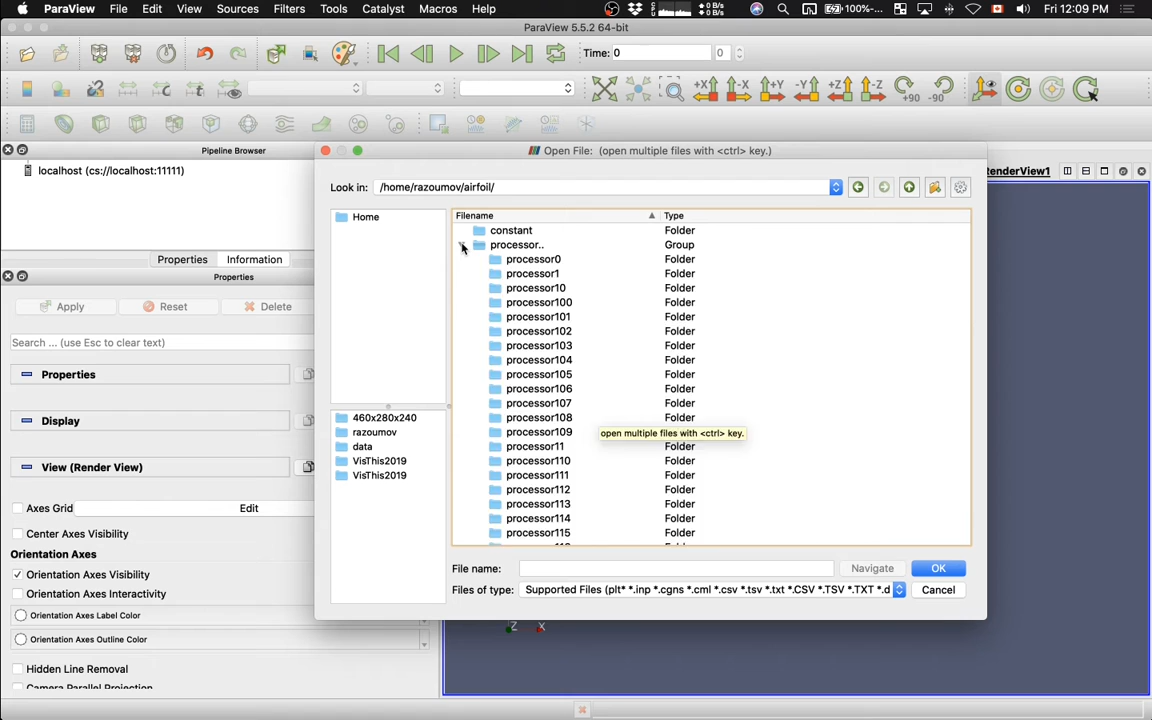 ParaView File Edit View Sources Filters Tools Catalyst Macros Help 0 B/s 0 B/s 100%... Fri 12:09 PM
ParaView 5.5.2 64-bit
Time: 0 0
+X -X +Y -Y +Z -Z +90 -90
Pipeline Browser
localhost (cs://localhost:11111)
Properties Information
Properties
Apply Reset Delete
Search ... (use Esc to clear text)
Properties
Display
View (Render View)
Axes Grid Edit
Center Axes Visibility
Orientation Axes
Orientation Axes Visibility
Orientation Axes Interactivity
Orientation Axes Label Color
Orientation Axes Outline Color
Hidden Line Removal
Camera Parallel Projection
Open File: (open multiple files with <ctrl> key.)
Look in: /home/razoumov/airfoil/
Home
460x280x240
razoumov
data
VisThis2019
VisThis2019
Filename Type
constant Folder
processor.. Group
processor0 Folder
processor1 Folder
processor10 Folder
processor100 Folder
processor101 Folder
processor102 Folder
processor103 Folder
processor104 Folder
processor105 Folder
processor106 Folder
processor107 Folder
processor108 Folder
processor109
open multiple files with <ctrl> key.
processor11 Folder
processor110 Folder
processor111 Folder
processor112 Folder
processor113 Folder
processor114 Folder
processor115 Folder
File name: Navigate OK
Files of type: Supported Files (plt* *.inp *.cgns *.cml *.csv *.tsv *.txt *.CSV *.TSV *.TXT *.d Cancel
RenderView1
Z X